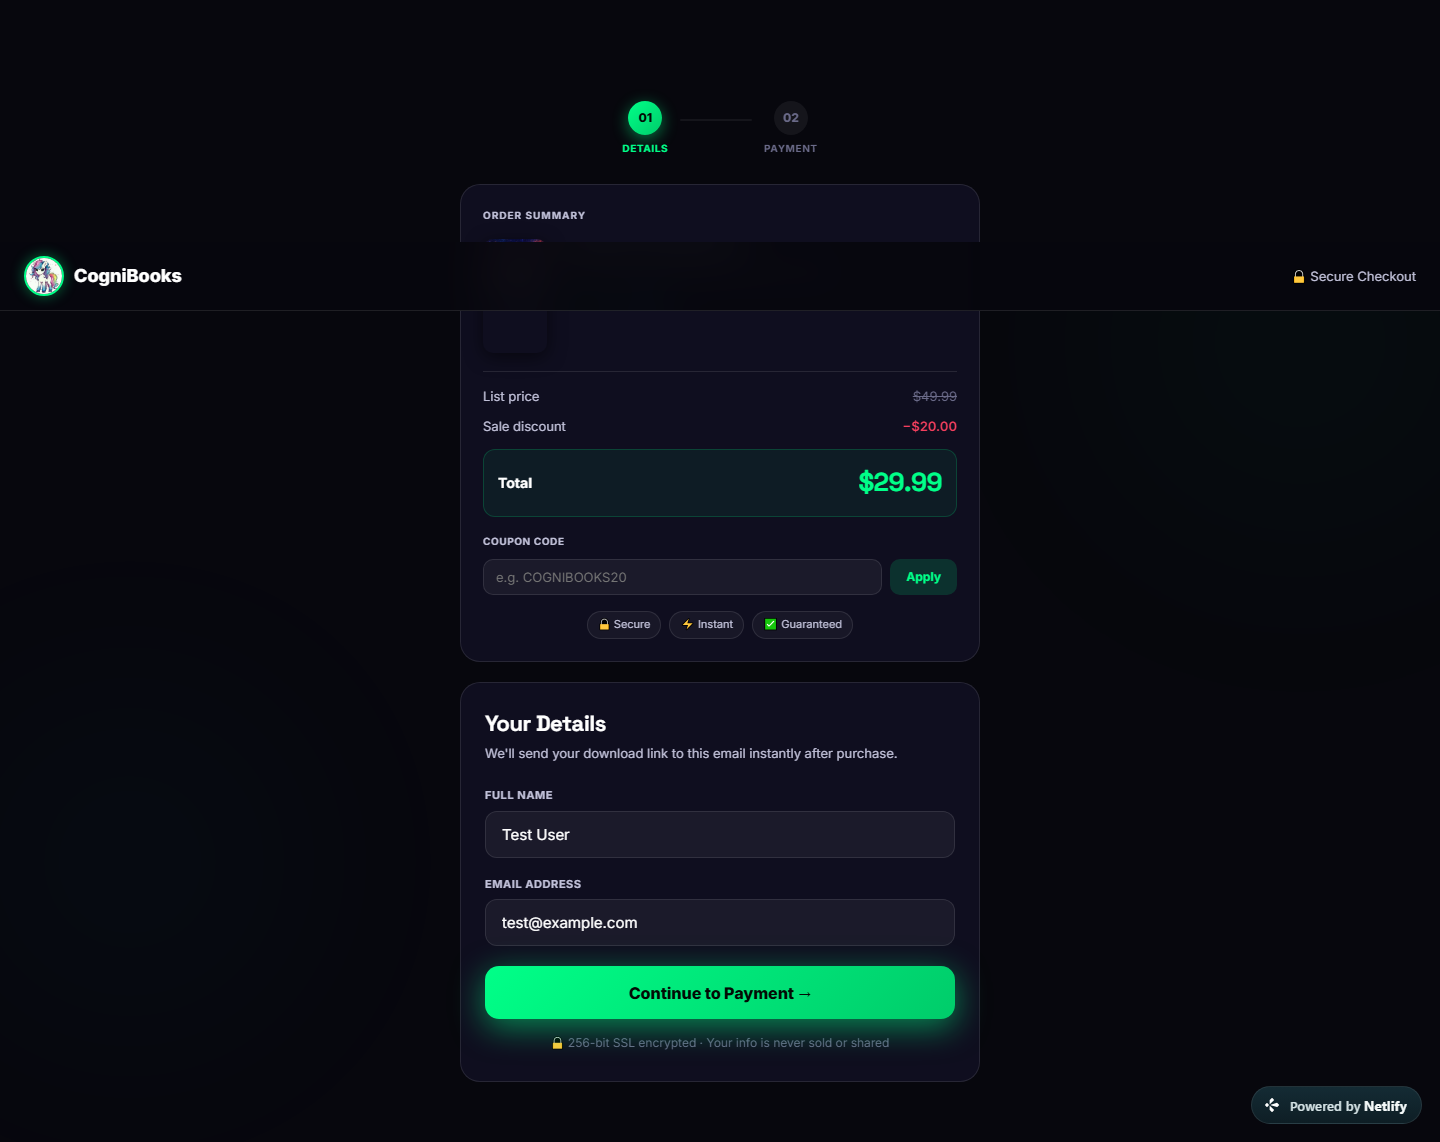 01
02
DETAILS
PAYMENT
ORDER SUMMARY
CogniBooks
🔒 Secure Checkout
List price
$49.99
Sale discount
−$20.00
Total
$29.99
COUPON CODE
e.g. COGNIBOOKS20
Apply
🔒 Secure
⚡ Instant
✅ Guaranteed
Your Details
We'll send your download link to this email instantly after purchase.
FULL NAME
Test User
EMAIL ADDRESS
test@example.com
Continue to Payment →
🔒 256-bit SSL encrypted · Your info is never sold or shared
Powered by Netlify